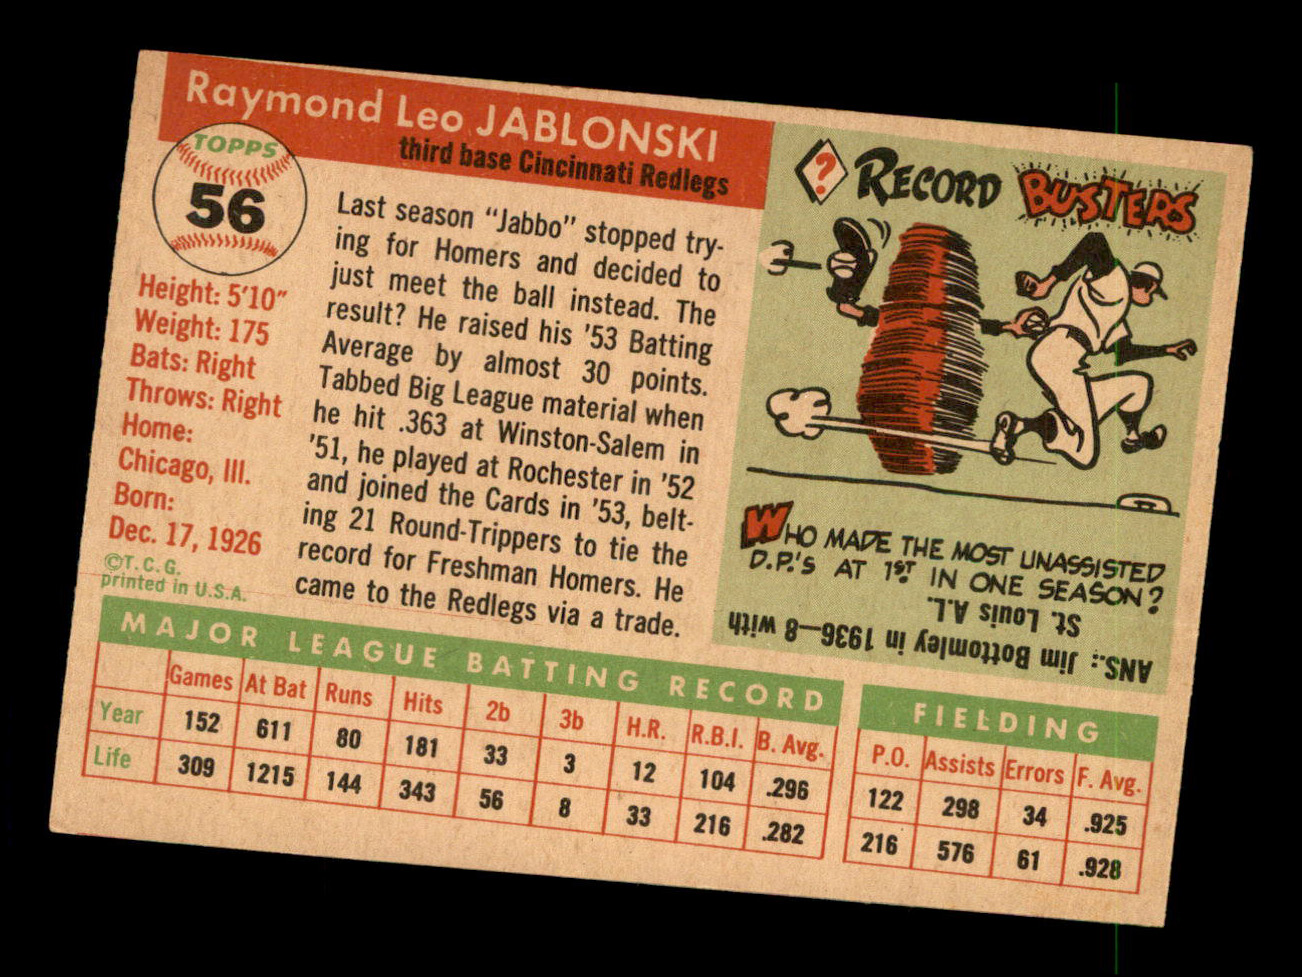 Raymond Leo JABLONSKI
third base Cincinnati Redlegs
TOPPS
56
Height: 5'10"
Weight: 175
Bats: Right
Throws: Right
Home:
Chicago, Ill.
Born:
Dec. 17, 1926
©T.C.G.
printed in U.S.A.
Last season "Jabbo" stopped try-
ing for Homers and decided to
just meet the ball instead. The
result? He raised his '53 Batting
Average by almost 30 points.
Tabbed Big League material when
he hit .363 at Winston-Salem in
'51, he played at Rochester in '52
and joined the Cards in '53, belt-
ing 21 Round-Trippers to tie the
record for Freshman Homers. He
came to the Redlegs via a trade.
? RECORD BUSTERS
WHO MADE THE MOST UNASSISTED
D.P.'S AT 1ST IN ONE SEASON?
ANS.: Jim Bottomley in 1936—8 with
St. Louis A.L.
MAJOR LEAGUE BATTING RECORD
Games At Bat Runs Hits 2b 3b H.R. R.B.I. B. Avg.
Year 152 611 80 181 33 3 12 104 .296
Life 309 1215 144 343 56 8 33 216 .282
FIELDING
P.O. Assists Errors F. Avg.
122 298 34 .925
216 576 61 .928